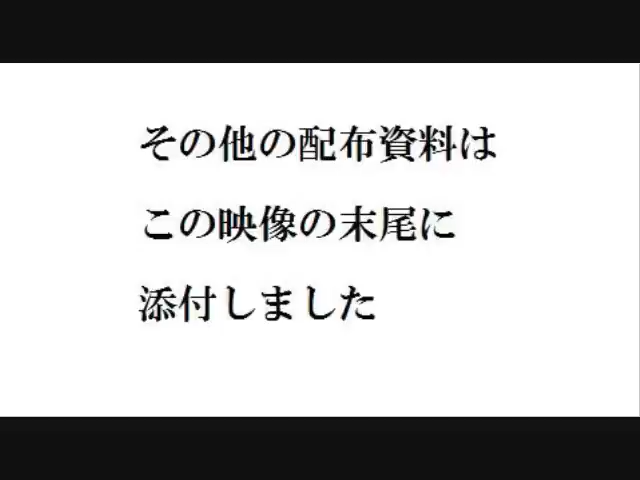 その他の配布資料は
この映像の末尾に
添付しました